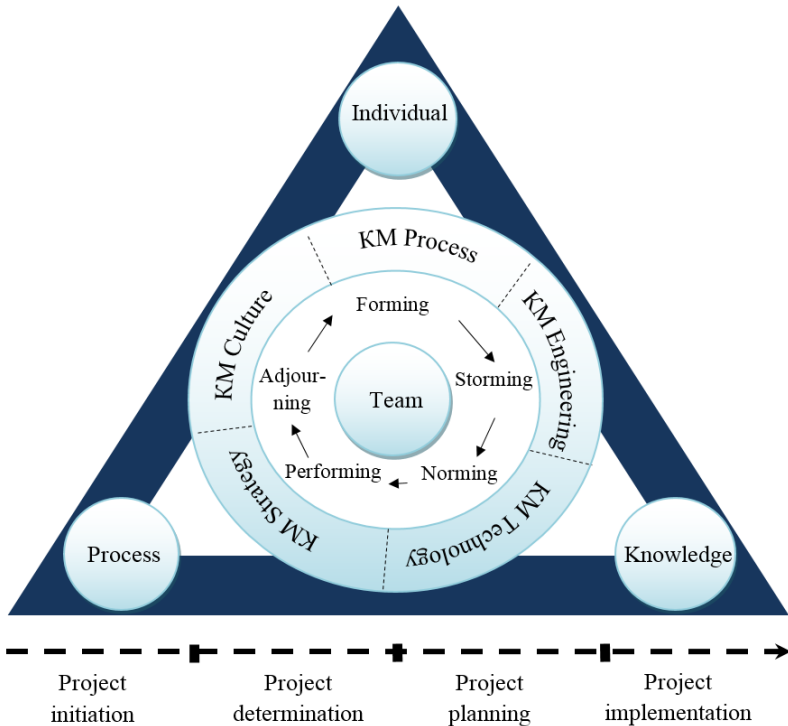 Individual
KM Process
KM Culture
KM Engineering
Forming
Adjour-
ning
Storming
Team
Performing
Norming
KM Strategy
KM Technology
Process
Knowledge
Project
initiation
Project
determination
Project
planning
Project
implementation